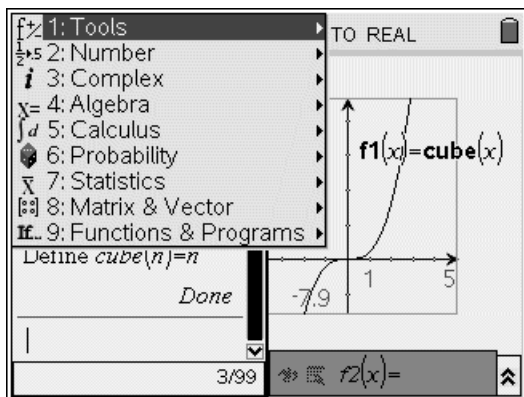 1: Tools
2: Number
3: Complex
4: Algebra
5: Calculus
6: Probability
7: Statistics
8: Matrix & Vector
9: Functions & Programs
TO REAL
f1(x)=cube(x)
Define cube(n)=n
Done
-7.9
1
5
3/99
f2(x)=